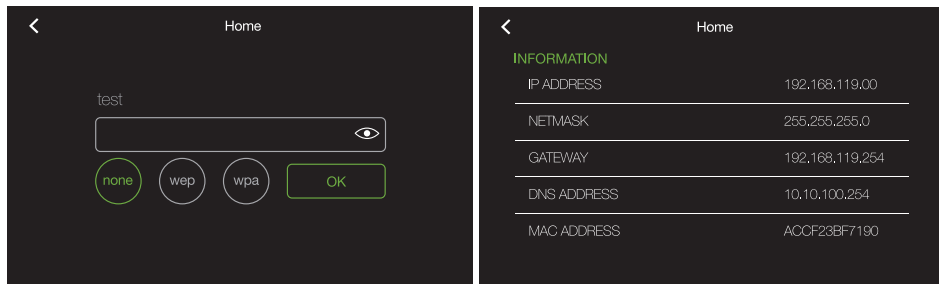 Home
test
none wep wpa OK
Home
INFORMATION
IP ADDRESS 192.168.119.00
NETMASK 255.255.255.0
GATEWAY 192.168.119.254
DNS ADDRESS 10.10.100.254
MAC ADDRESS ACCF23BF7190